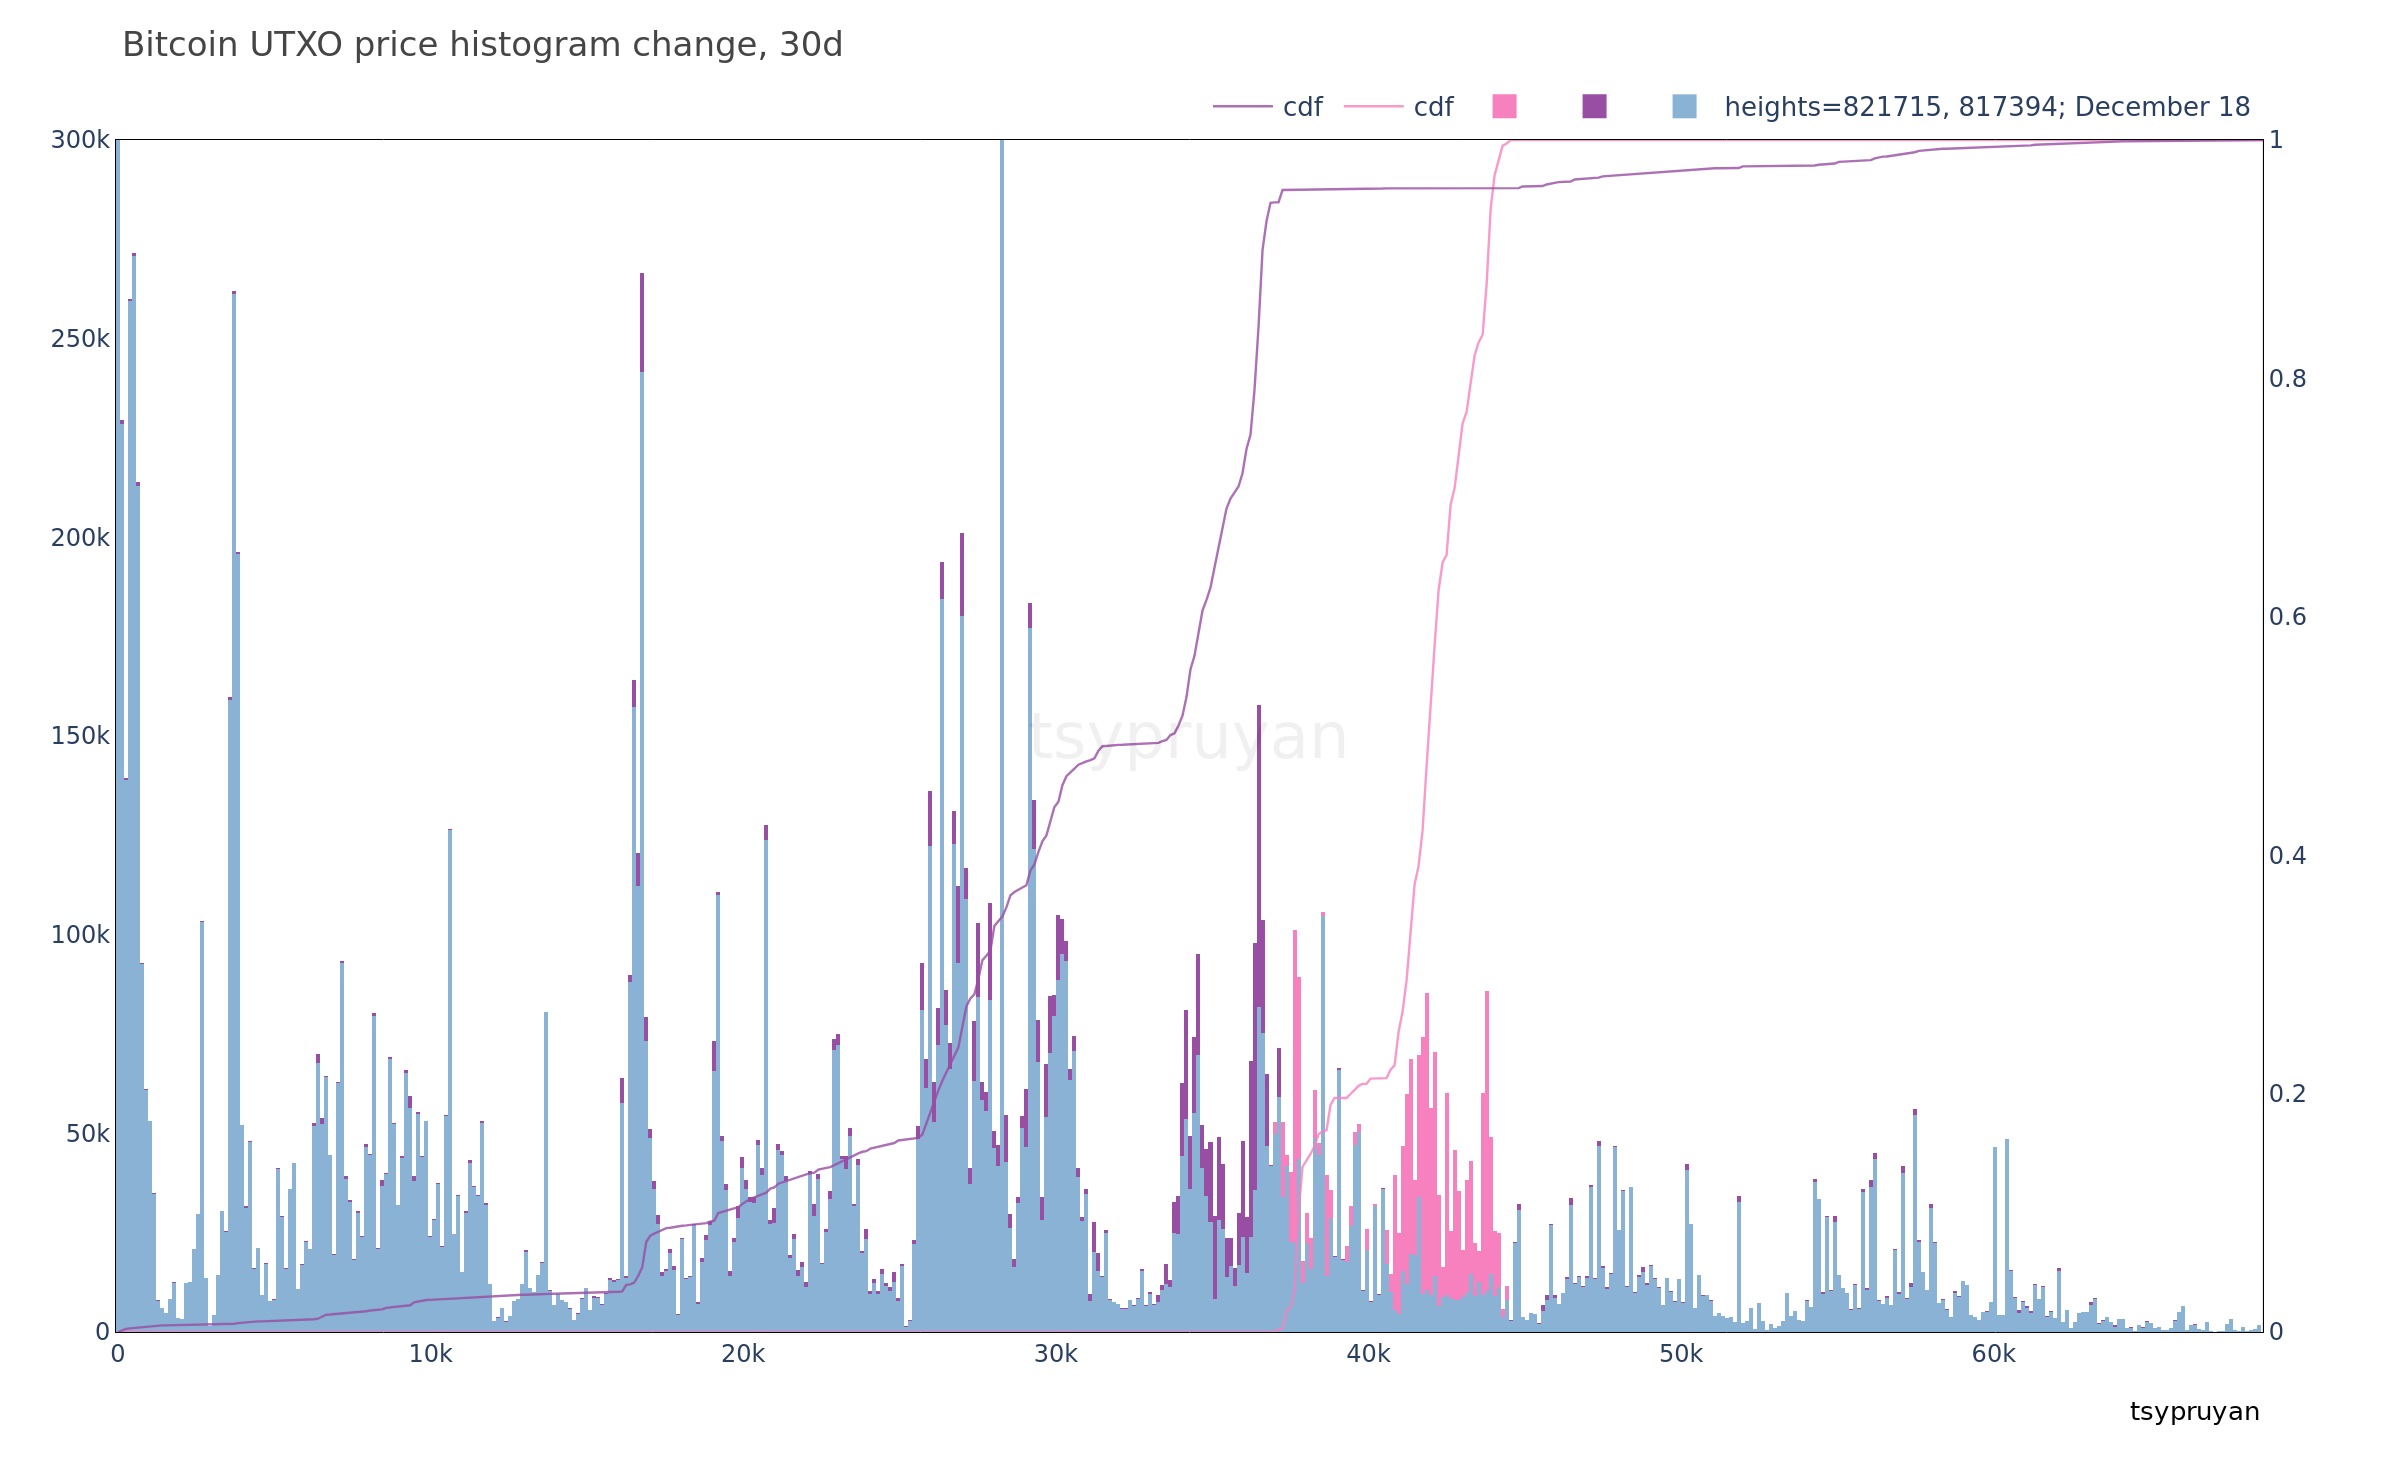 Bitcoin UTXO price histogram change, 30d
cdf cdf heights=821715, 817394; December 18
300k
250k
200k
150k
100k
50k
0
1
0.8
0.6
0.4
0.2
0
tsypruyan
0 10k 20k 30k 40k 50k 60k
tsypruyan